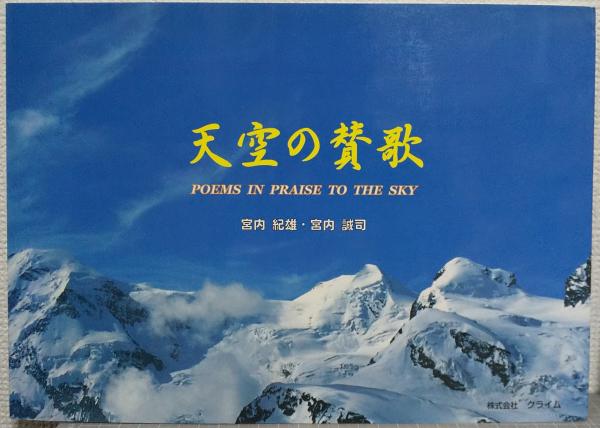 天空の賛歌
POEMS IN PRAISE TO THE SKY
宮内 紀雄・宮内 誠司
株式会社 クライム